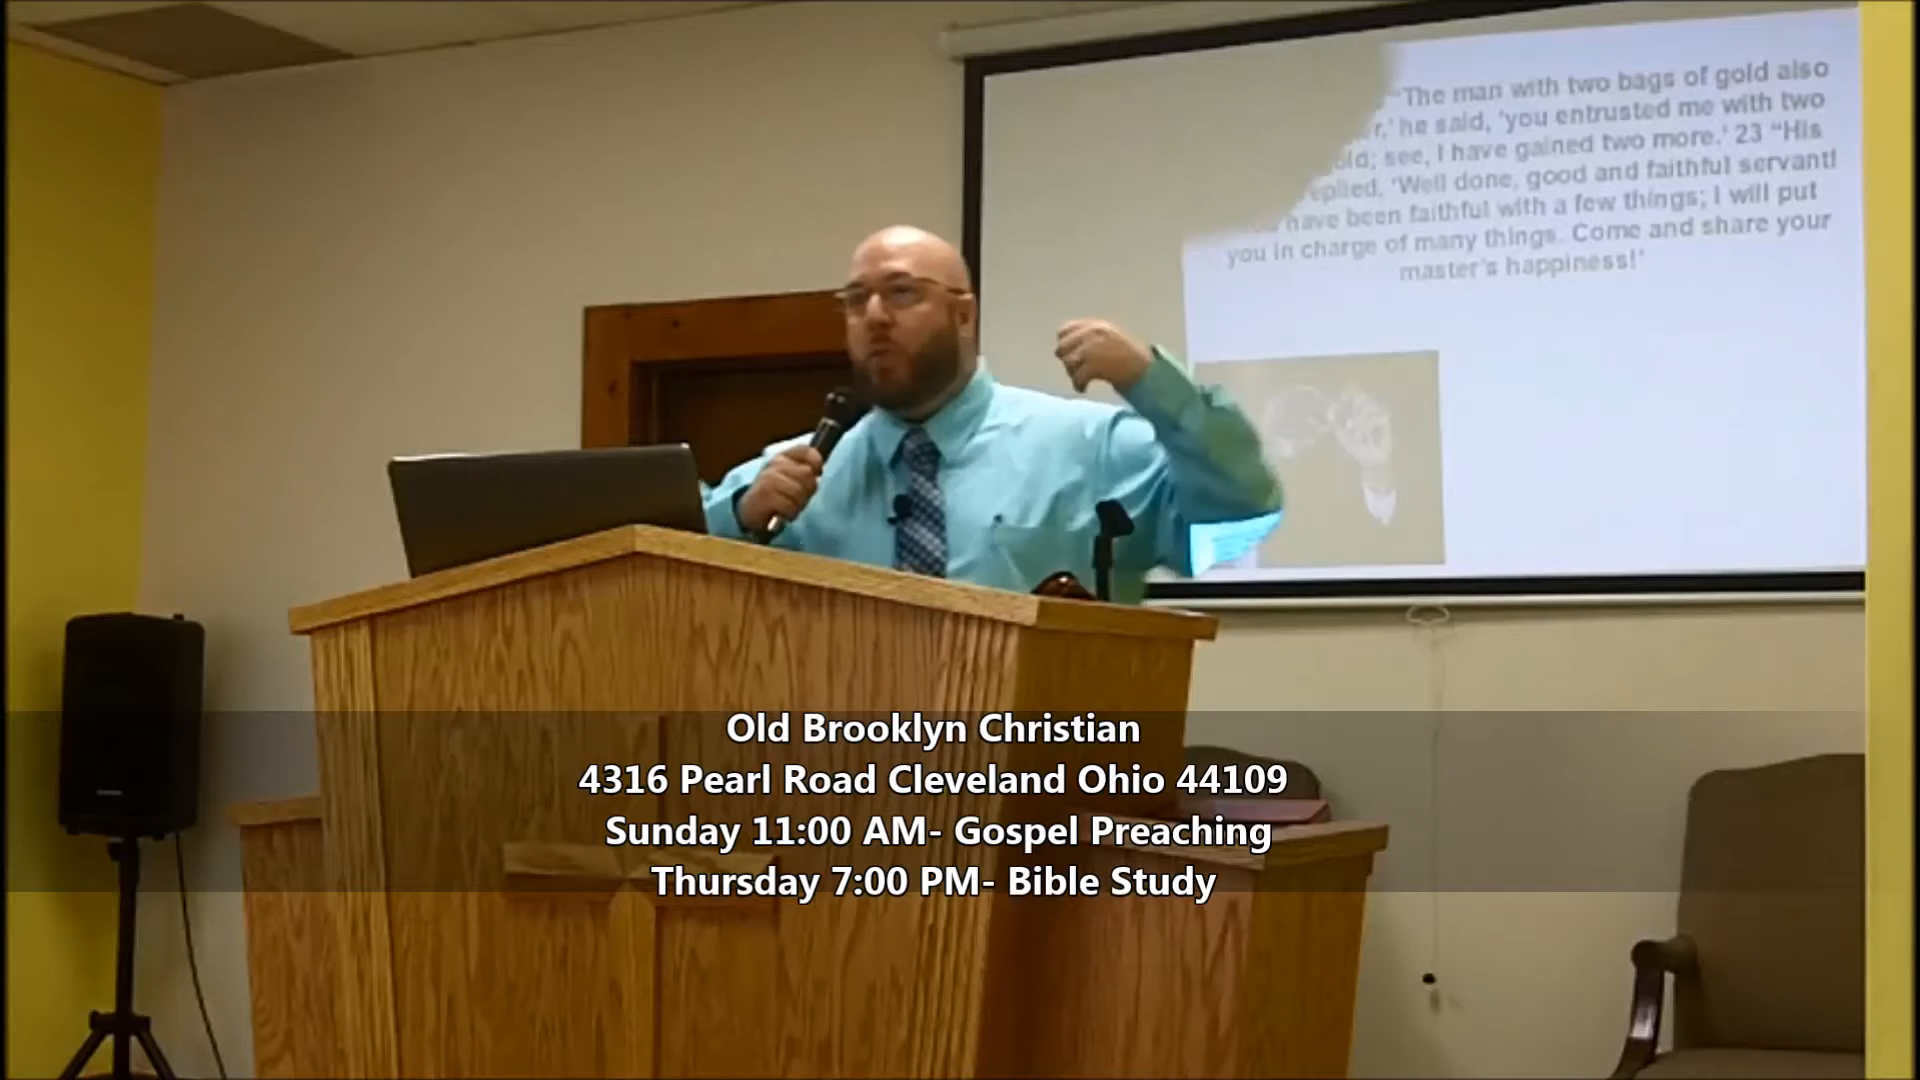 “The man with two bags of gold also
he said, 'you entrusted me with two
see, I have gained two more.' 23 “His
'Well done, good and faithful servant!
have been faithful with a few things; I will put
you in charge of many things. Come and share your
master's happiness!'
Old Brooklyn Christian
4316 Pearl Road Cleveland Ohio 44109
Sunday 11:00 AM- Gospel Preaching
Thursday 7:00 PM- Bible Study